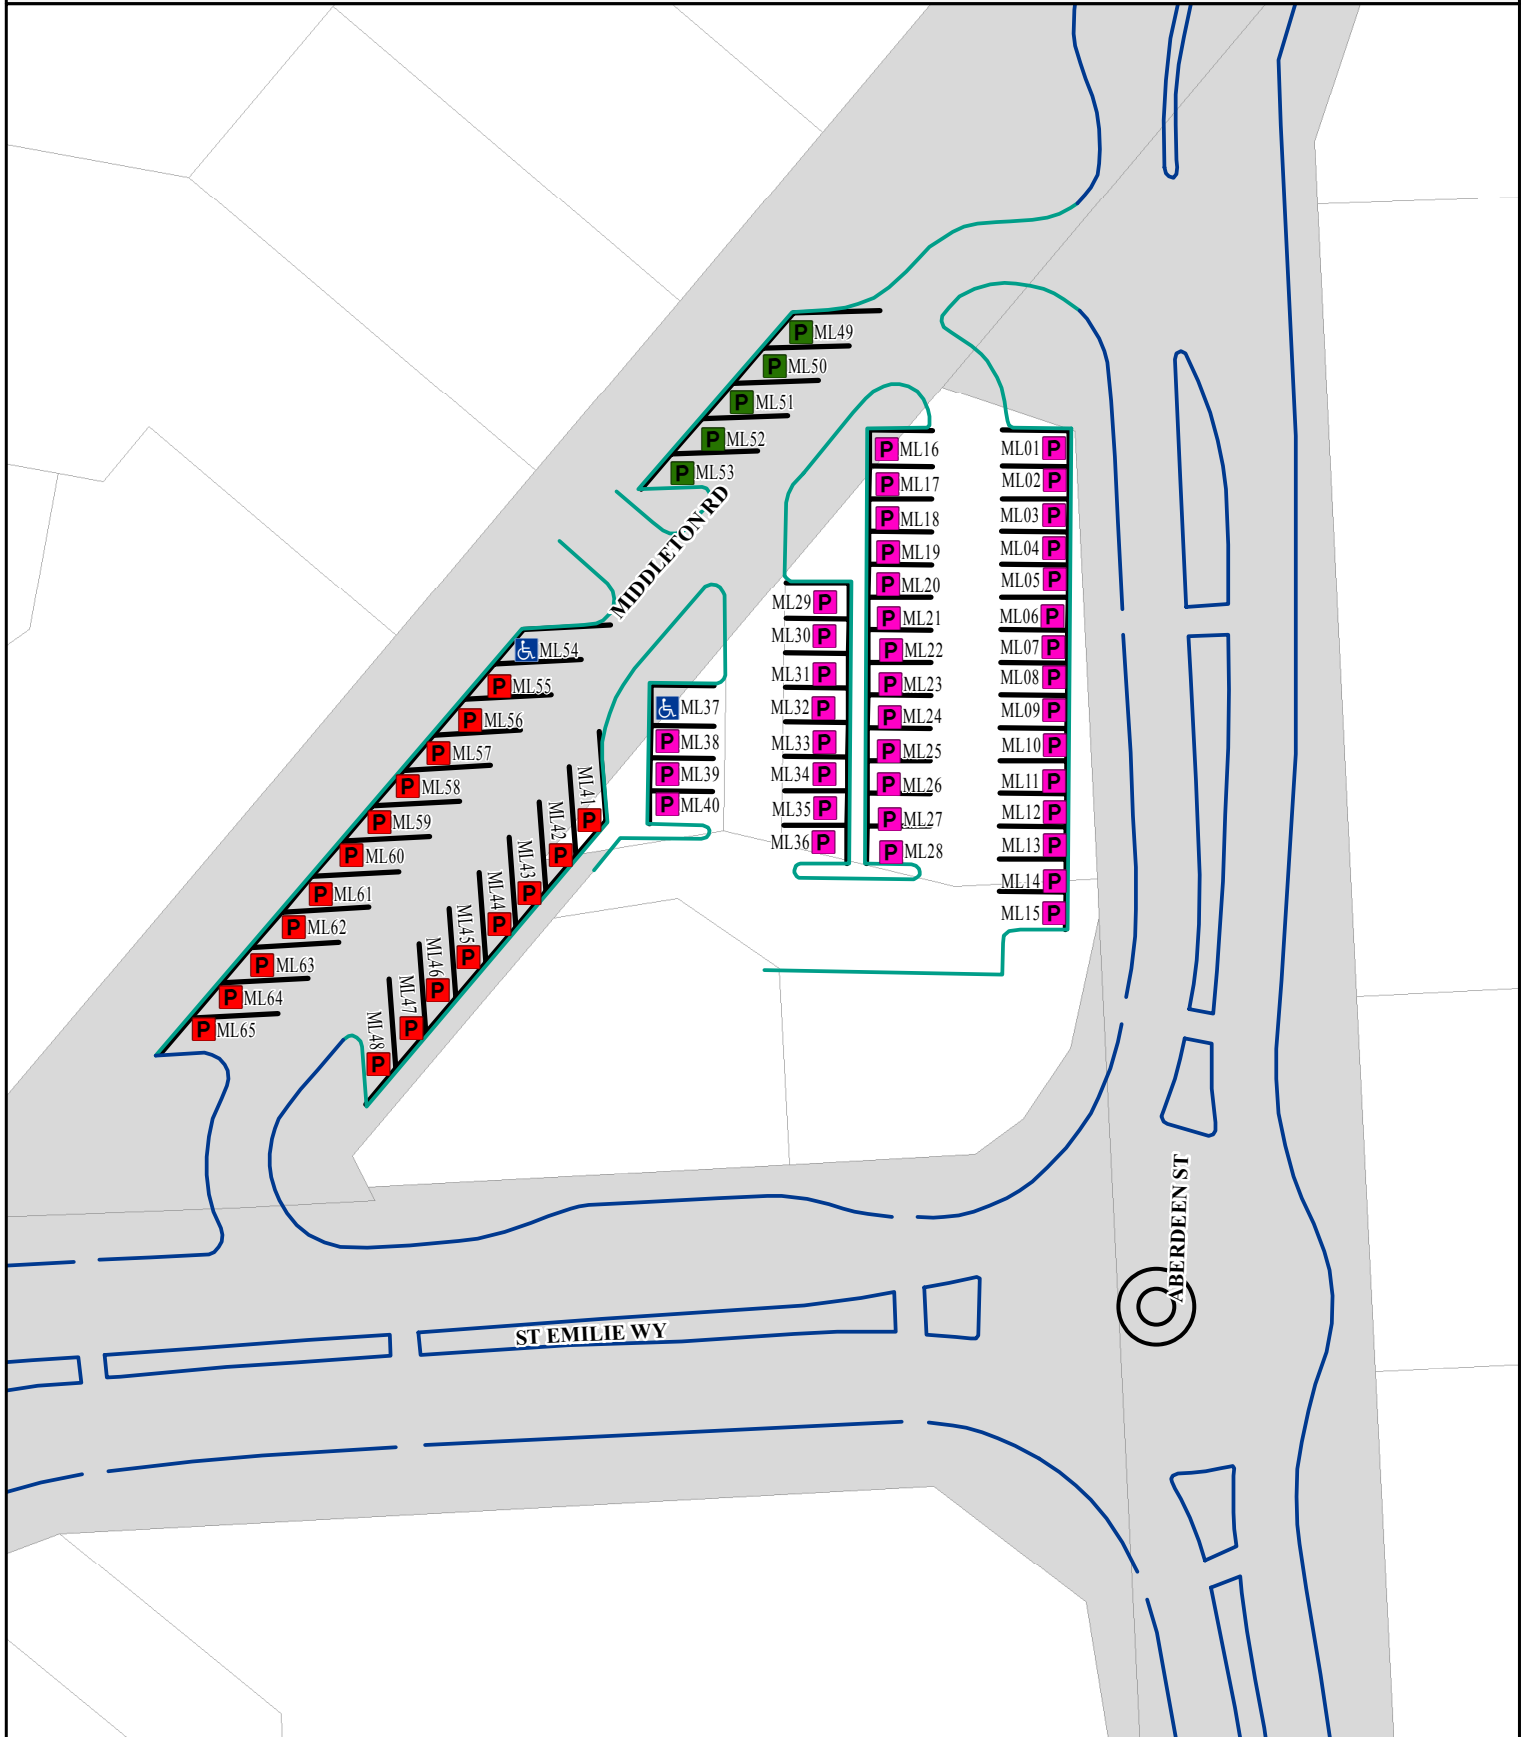 P ML49
P ML50
P ML51
P ML52
P ML53
MIDDLETON RD
P ML16
P ML17
P ML18
P ML19
P ML20
P ML21
P ML22
P ML23
P ML24
P ML25
P ML26
P ML27
P ML28
ML01 P
ML02 P
ML03 P
ML04 P
ML05 P
ML06 P
ML07 P
ML08 P
ML09 P
ML10 P
ML11 P
ML12 P
ML13 P
ML14 P
ML15 P
ML29 P
ML30 P
ML31 P
ML32 P
ML33 P
ML34 P
ML35 P
ML36 P
ML37
P ML38
P ML39
P ML40
ML54
P ML55
P ML56
P ML57
P ML58
P ML59
P ML60
P ML61
P ML62
P ML63
P ML64
P ML65
ML41 P
ML42 P
ML43 P
ML44 P
ML45 P
ML46 P
ML47 P
ML48 P
ABERDEEN ST
ST EMILIE WY